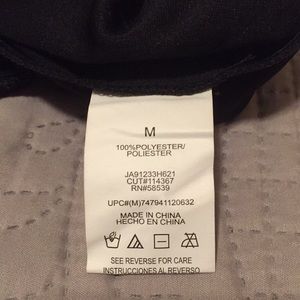 M
100%POLYESTER/
POLIESTER
JA91233H621
CUT#114367
RN#58539
UPC#(M)747941120632
MADE IN CHINA
HECHO EN CHINA
SEE REVERSE FOR CARE
INSTRUCCIONES AL REVERSO